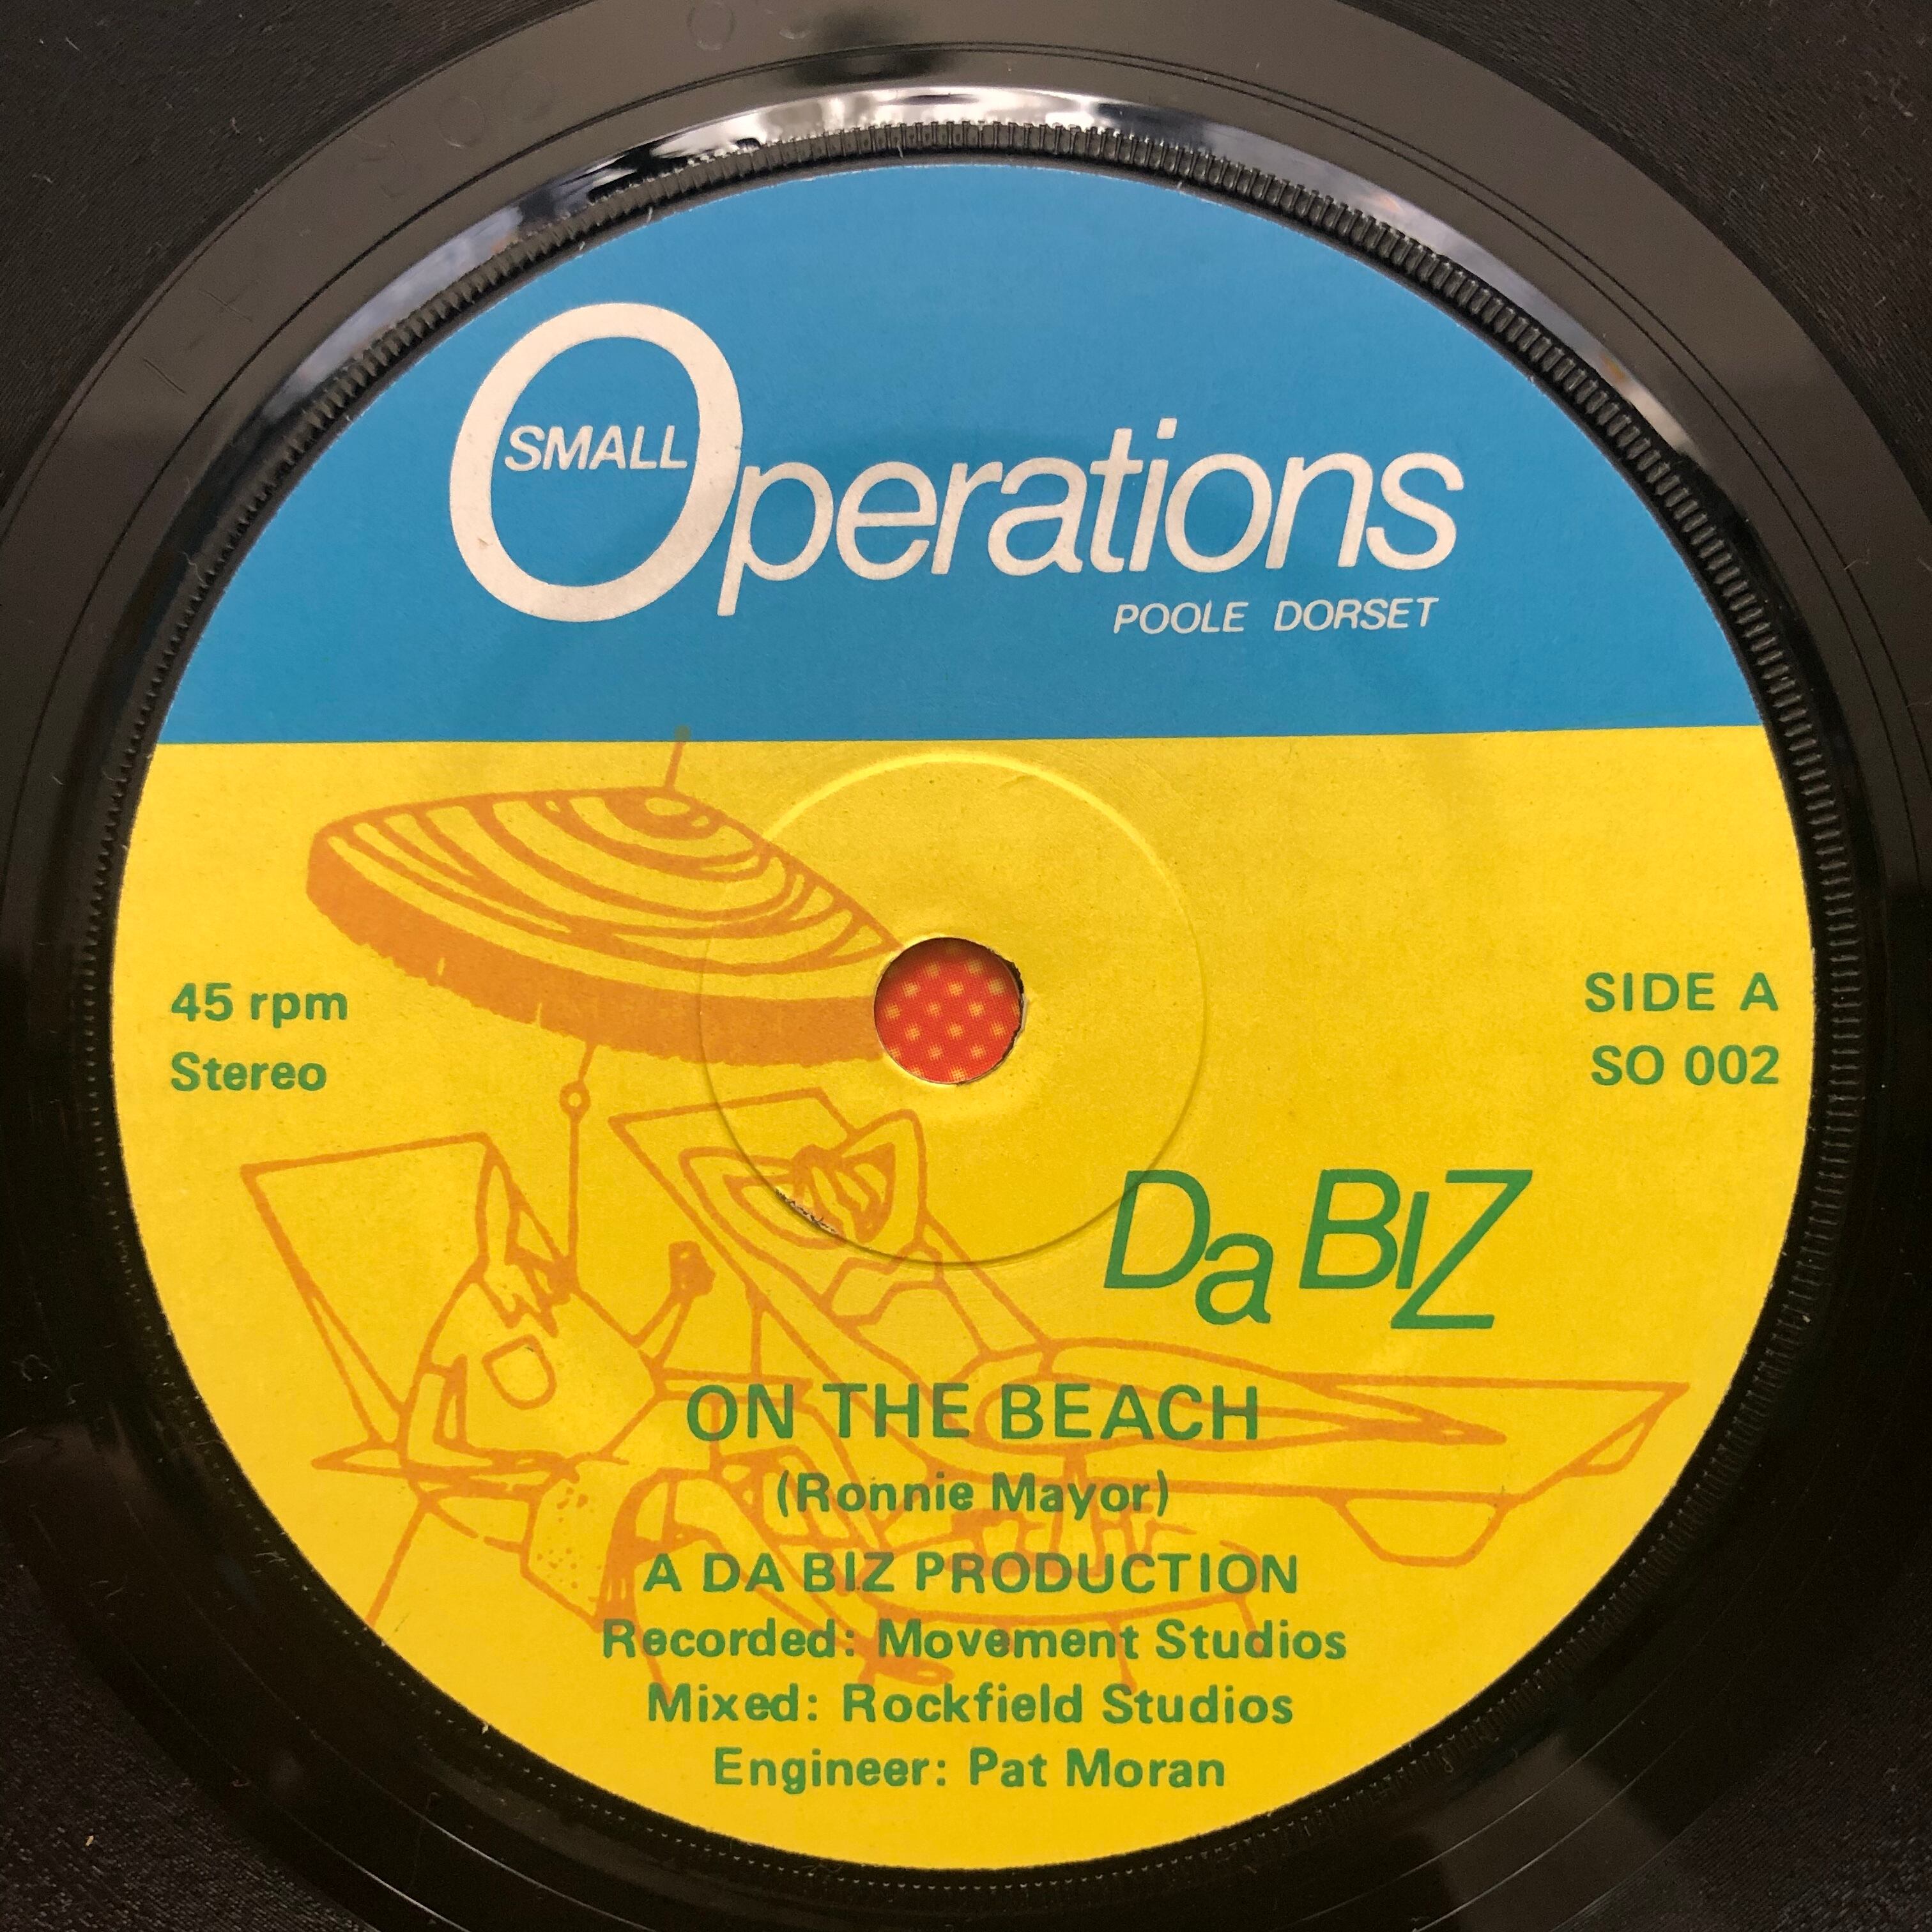 SMALL Operations
POOLE DORSET
45 rpm
Stereo
SIDE A
SO 002
Da BIZ
ON THE BEACH
(Ronnie Mayor)
A DA BIZ PRODUCTION
Recorded: Movement Studios
Mixed: Rockfield Studios
Engineer: Pat Moran